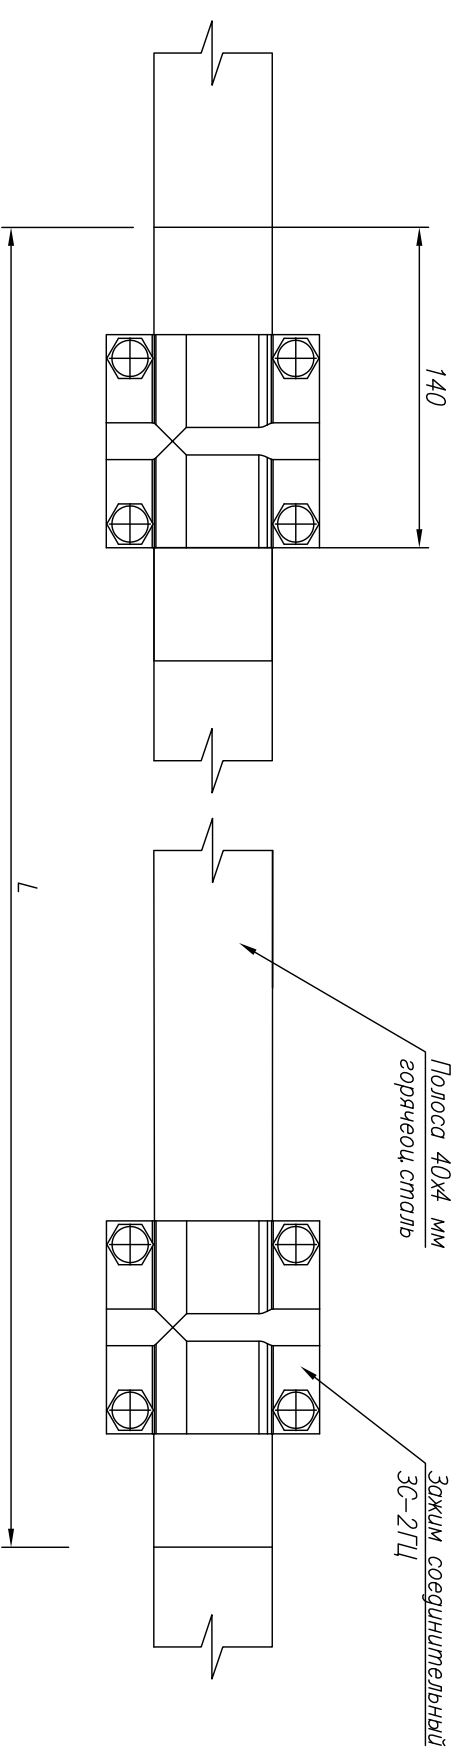 140
L
Полоса 40х4 мм
горячеоц. сталь
Зажим соединительный
ЗС-2ГЦ